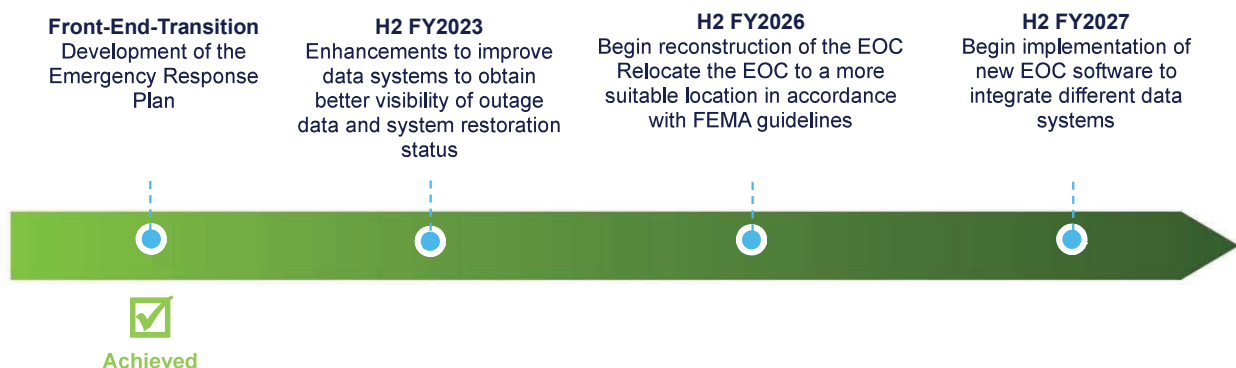 Front-End-Transition
Development of the
Emergency Response
Plan
H2 FY2023
Enhancements to improve
data systems to obtain
better visibility of outage
data and system restoration
status
H2 FY2026
Begin reconstruction of the EOC
Relocate the EOC to a more
suitable location in accordance
with FEMA guidelines
H2 FY2027
Begin implementation of
new EOC software to
integrate different data
systems
Achieved